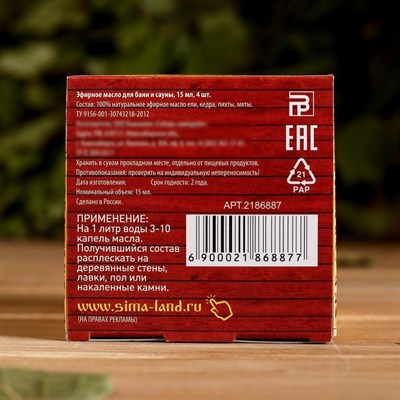 Эфирное масло для бани и сауны, 15 мл, 4 шт.
Состав: 100% натуральное эфирное масло ели, кедра, пихты, мяты.
ТУ 9156-001-30743218-2012
Хранить в сухом прохладном месте, отдельно от пищевых продуктов.
Противопоказания: проверять на индивидуальную непереносимость!
Дата изготовления: Срок годности: 2 года.
Номинальный объем: 15 мл.
Сделано в России.
EAC
21
PAP
АРТ.2186887
6 900021 868877
ПРИМЕНЕНИЕ:
На 1 литр воды 3-10
капель масла.
Получившийся состав
расплескать на
деревянные стены,
лавки, пол или
накаленные камни.
www.sima-land.ru
(НА ПРАВАХ РЕКЛАМЫ)